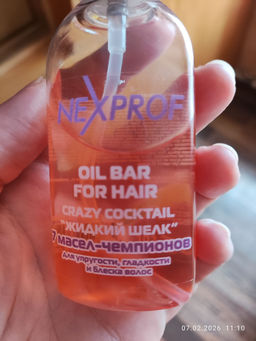 NEXPROF
OIL BAR
FOR HAIR
CRAZY COCKTAIL
"ЖИДКИЙ ШЕЛК"
7 масел-чемпионов
для упругости, гладкости
и блеска волос
07.02.2026 11:10